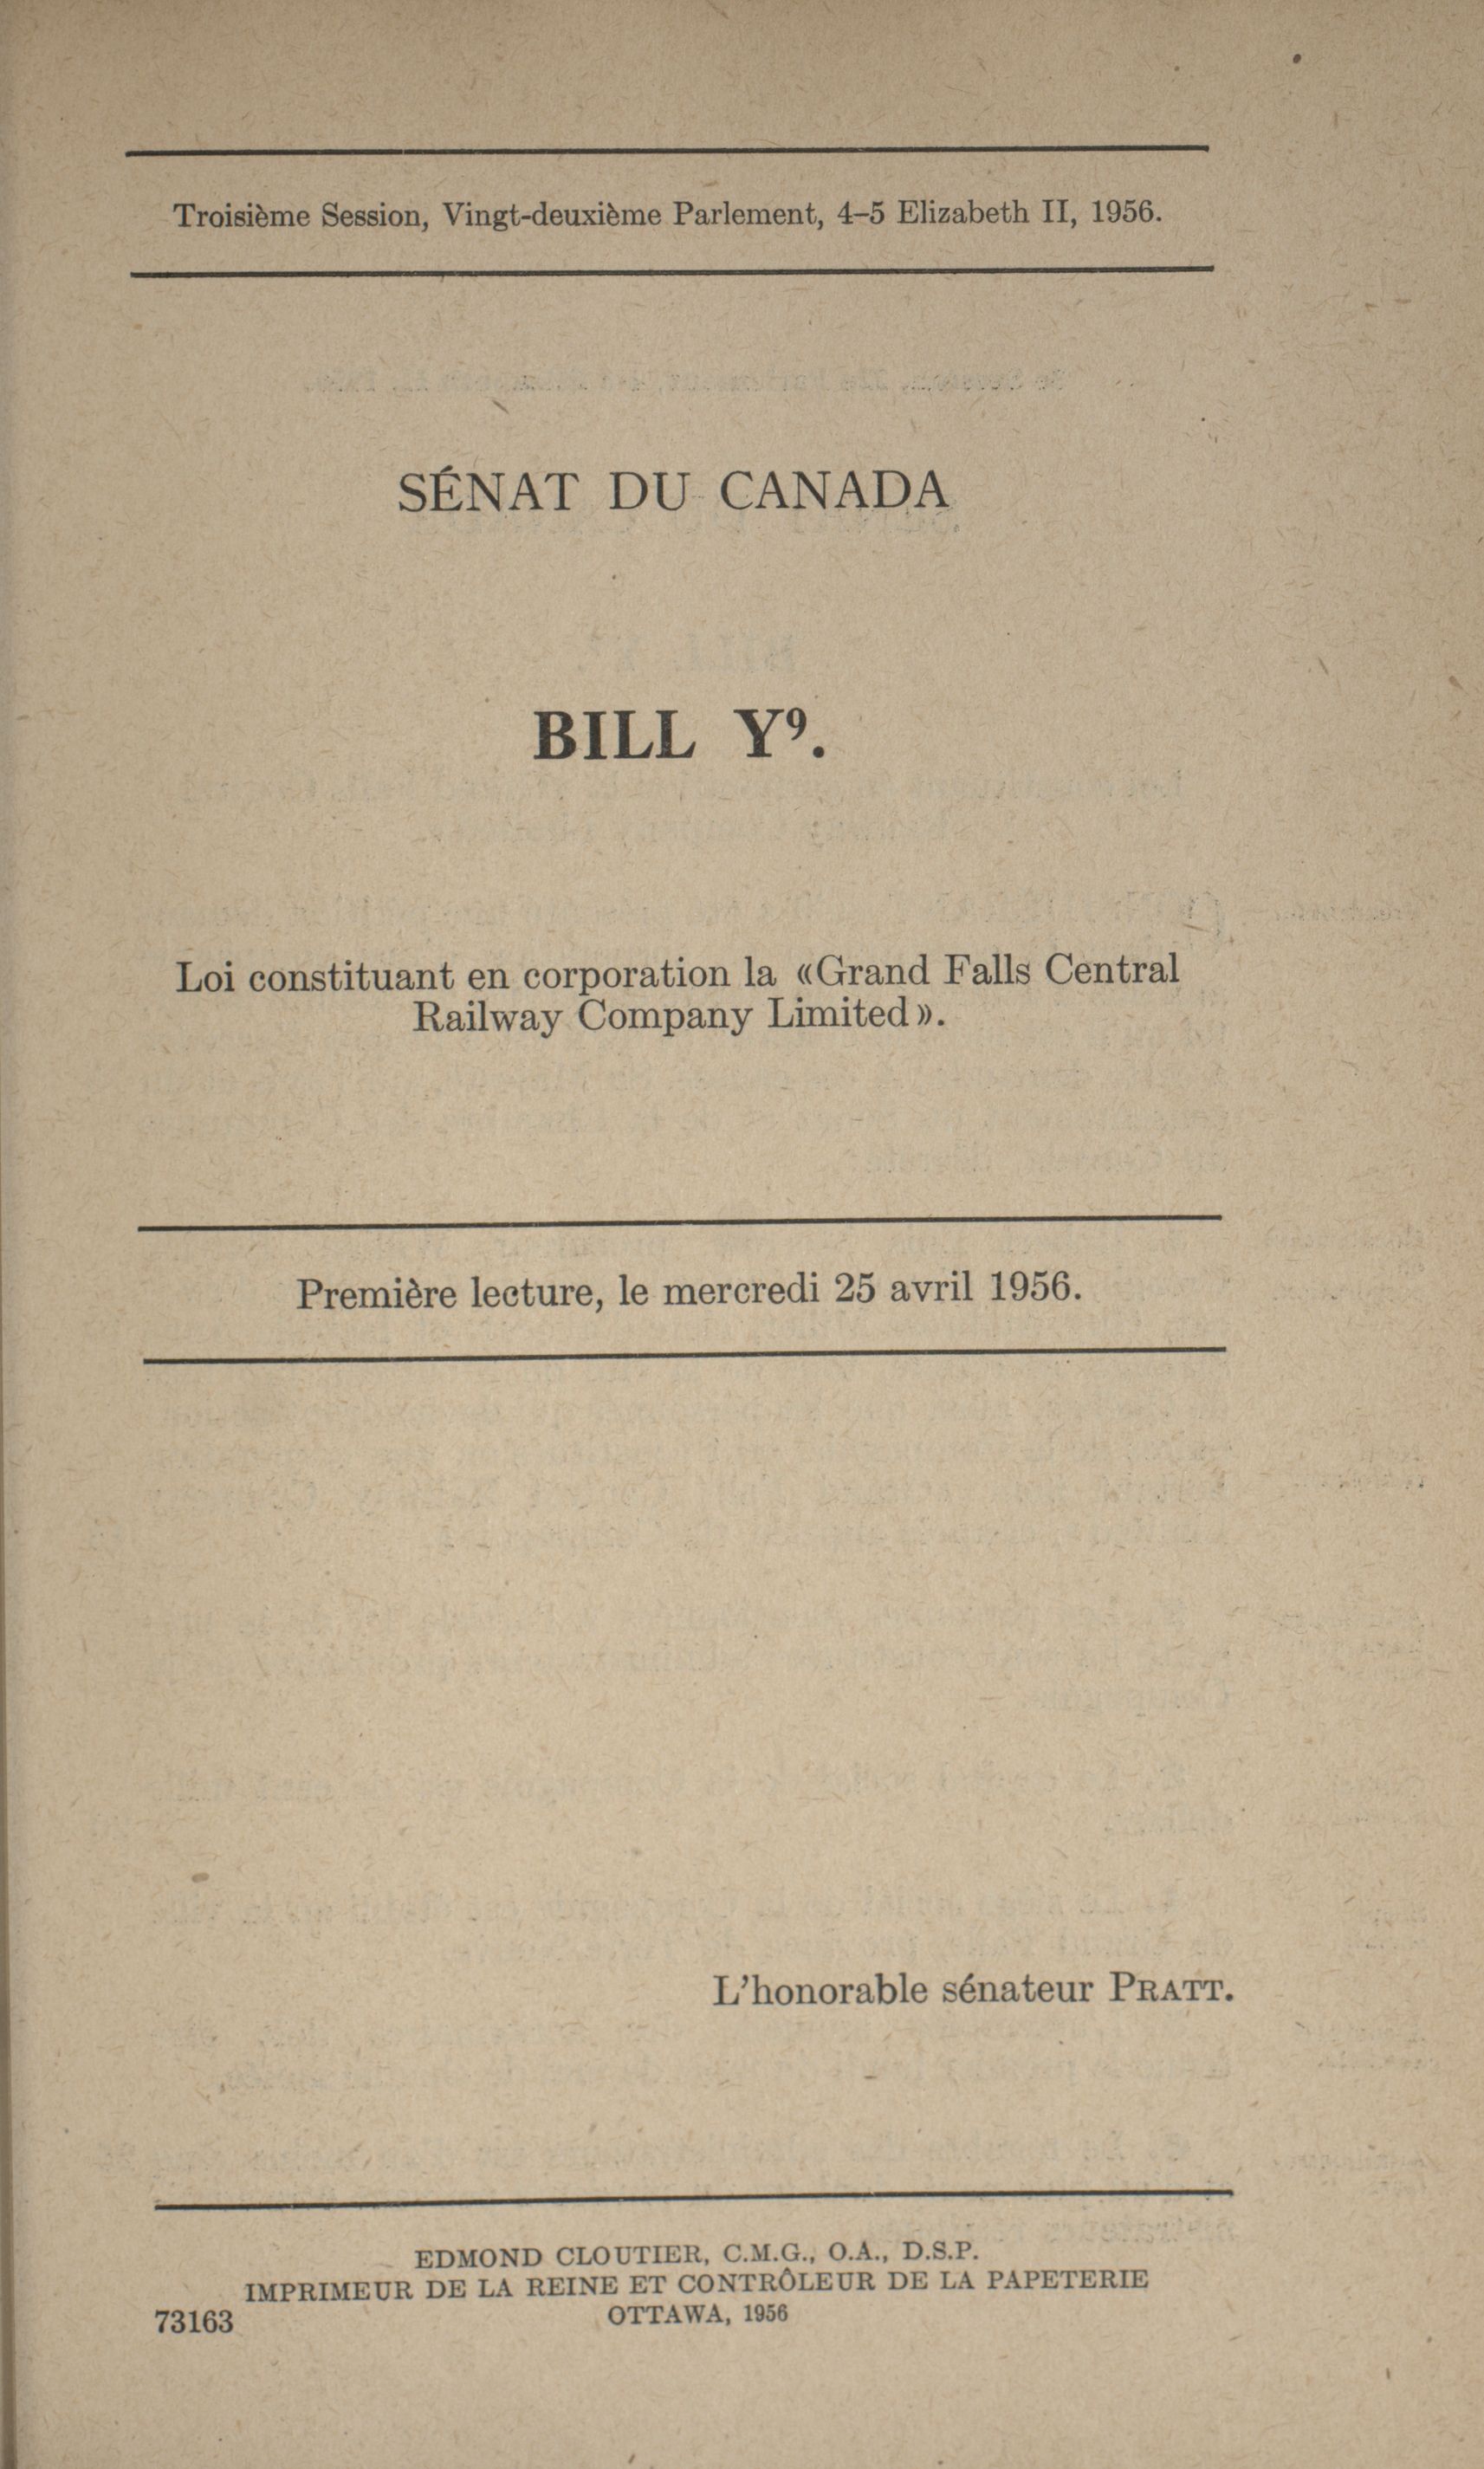 Troisième Session, Vingt-deuxième Parlement, 4–5 Elizabeth II, 1956.
SÉNAT DU CANADA
BILL Y⁹.
Loi constituant en corporation la «Grand Falls Central
Railway Company Limited».
Première lecture, le mercredi 25 avril 1956.
L'honorable sénateur PRATT.
EDMOND CLOUTIER, C.M.G., O.A., D.S.P.
IMPRIMEUR DE LA REINE ET CONTRÔLEUR DE LA PAPETERIE
OTTAWA, 1956
73163